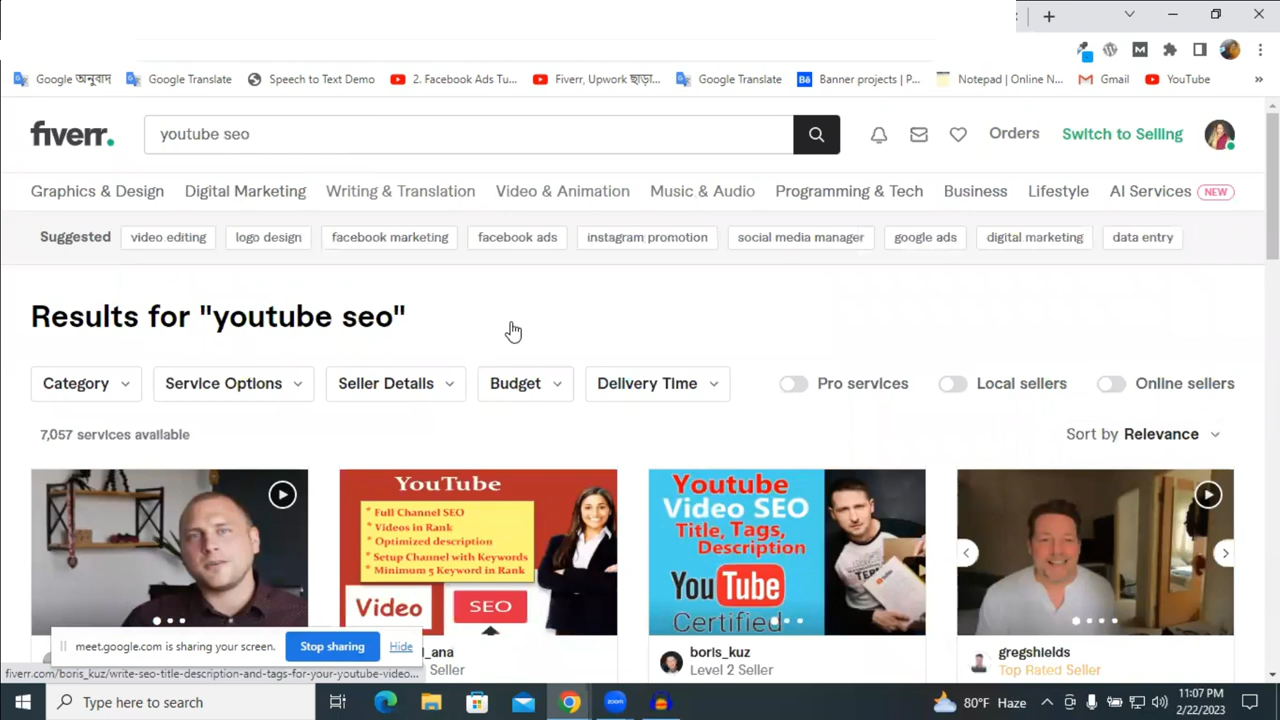 Google অনুবাদ
Google Translate
Speech to Text Demo
2. Facebook Ads Tu...
Fiverr, Upwork ছাড়া...
Google Translate
Banner projects | P...
Notepad | Online N...
Gmail
YouTube
»
fiverr.
youtube seo
Orders
Switch to Selling
Graphics & Design
Digital Marketing
Writing & Translation
Video & Animation
Music & Audio
Programming & Tech
Business
Lifestyle
AI Services
NEW
Suggested
video editing
logo design
facebook marketing
facebook ads
instagram promotion
social media manager
google ads
digital marketing
data entry
Results for "youtube seo"
Category
Service Options
Seller Details
Budget
Delivery Time
Pro services
Local sellers
Online sellers
7,057 services available
Sort by Relevance
YouTube
* Full Channel SEO
* Videos in Rank
* Optimized description
* Setup Channel with Keywords
* Minimum 5 Keyword in Rank
Video
SEO
Youtube
Video SEO
Title, Tags,
Description
YouTube
Certified
meet.google.com is sharing your screen.
Stop sharing
Hide
l_ana
Seller
boris_kuz
Level 2 Seller
gregshields
Top Rated Seller
fiverr.com/boris_kuz/write-seo-title-description-and-tags-for-your-youtube-video...
Type here to search
zoom
80°F Haze
11:07 PM
2/22/2023